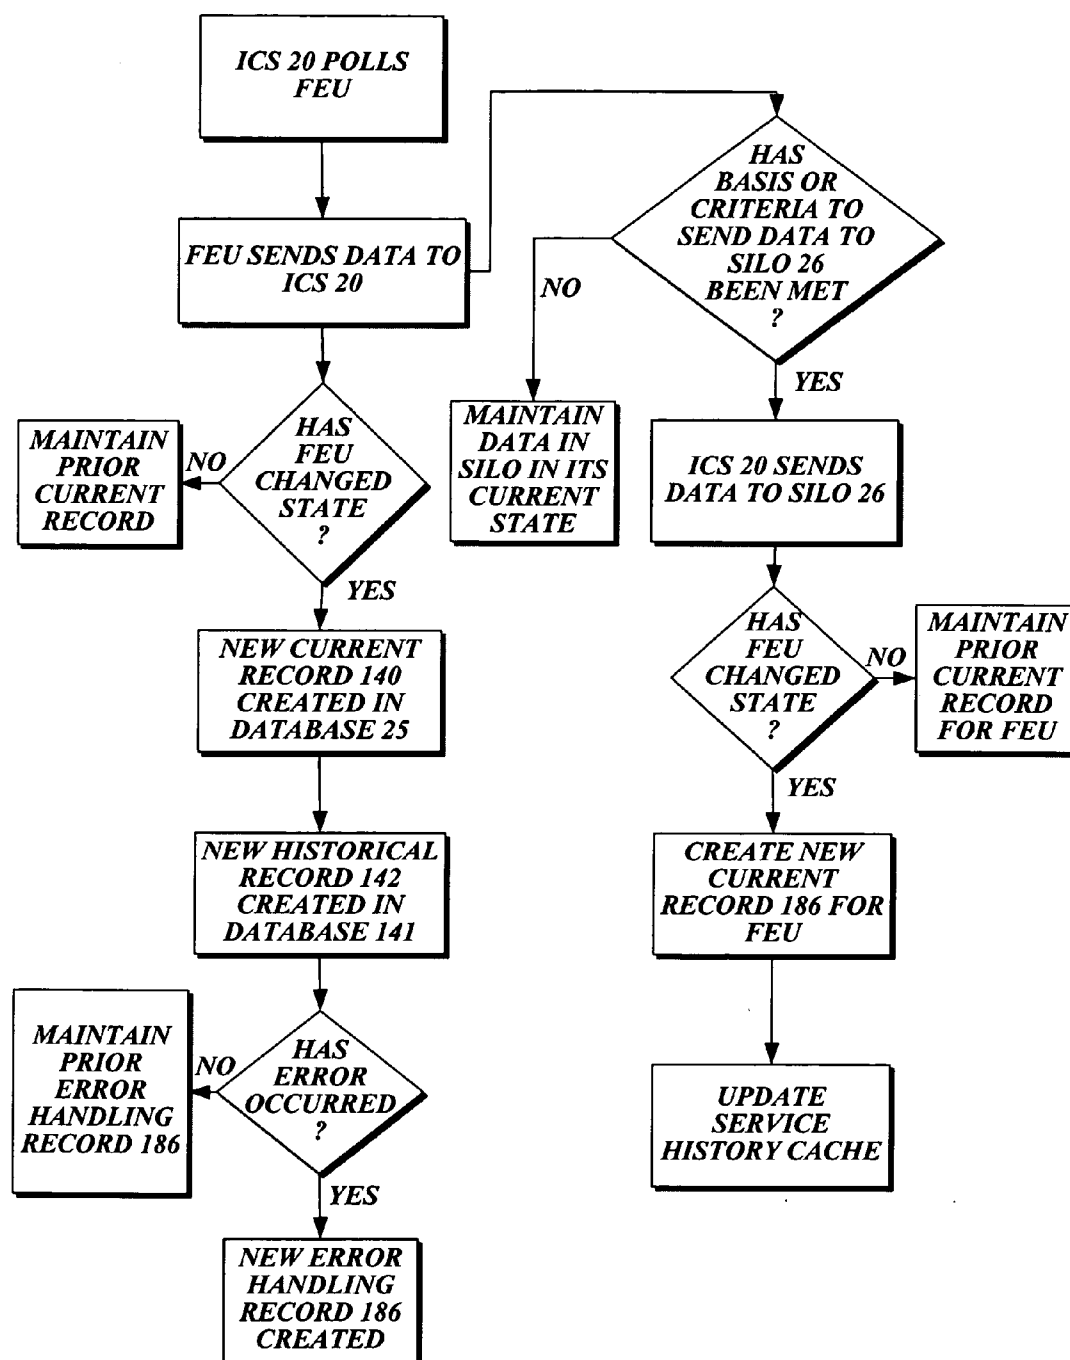 ICS 20 POLLS
FEU
FEU SENDS DATA TO
ICS 20
HAS
FEU
CHANGED
STATE
?
NO
MAINTAIN
PRIOR
CURRENT
RECORD
YES
NEW CURRENT
RECORD 140
CREATED IN
DATABASE 25
NEW HISTORICAL
RECORD 142
CREATED IN
DATABASE 141
HAS
ERROR
OCCURRED
?
NO
MAINTAIN
PRIOR
ERROR
HANDLING
RECORD 186
YES
NEW ERROR
HANDLING
RECORD 186
CREATED
HAS
BASIS OR
CRITERIA TO
SEND DATA TO
SILO 26
BEEN MET
?
NO
MAINTAIN
DATA IN
SILO IN ITS
CURRENT
STATE
YES
ICS 20 SENDS
DATA TO SILO 26
HAS
FEU
CHANGED
STATE
?
NO
MAINTAIN
PRIOR
CURRENT
RECORD
FOR FEU
YES
CREATE NEW
CURRENT
RECORD 186 FOR
FEU
UPDATE
SERVICE
HISTORY CACHE